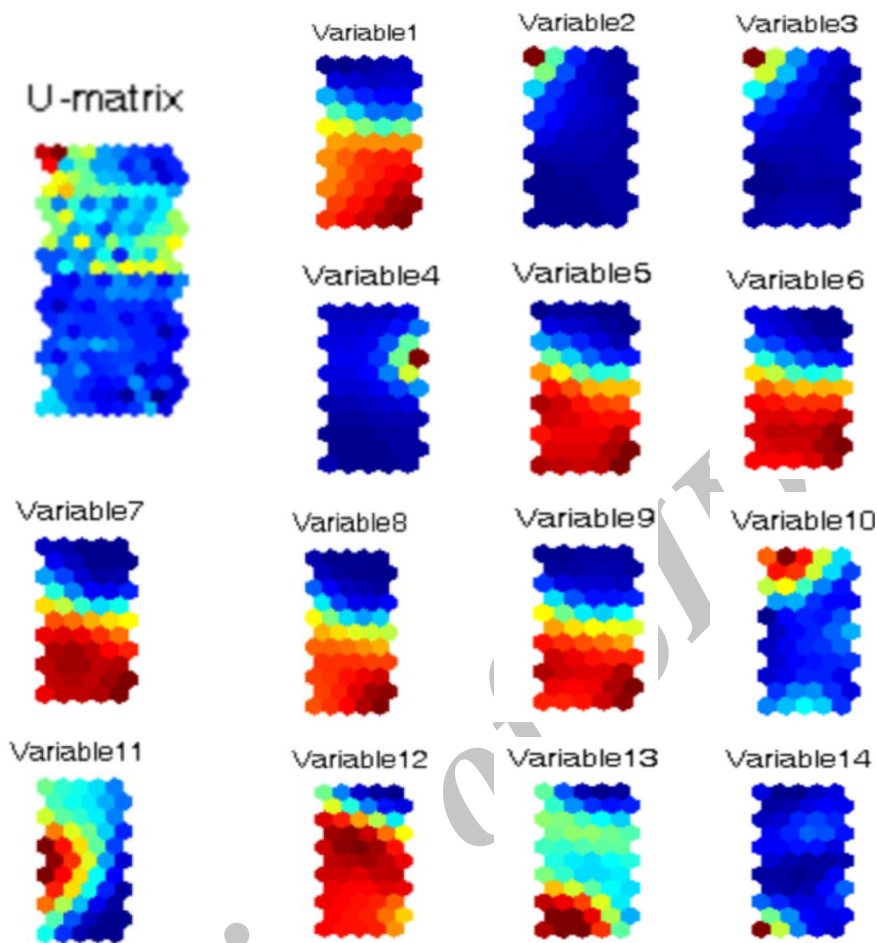 Variable1 Variable2 Variable3
U-matrix
Variable4 Variable5 Variable6
Variable7 Variable8 Variable9 Variable10
Variable11 Variable12 Variable13 Variable14